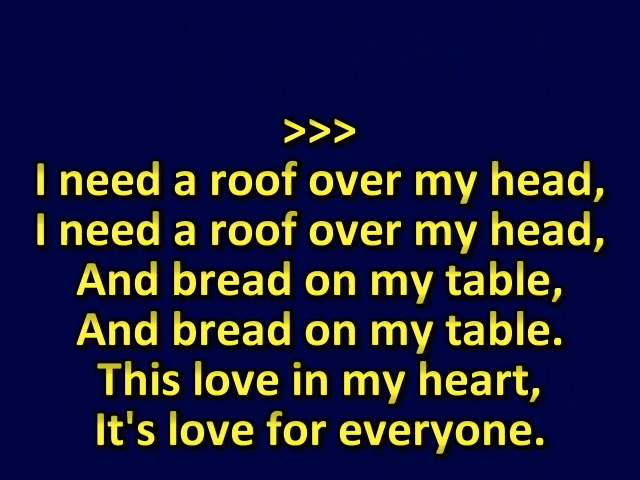 >>>
I need a roof over my head,
I need a roof over my head,
And bread on my table,
And bread on my table.
This love in my heart,
It's love for everyone.